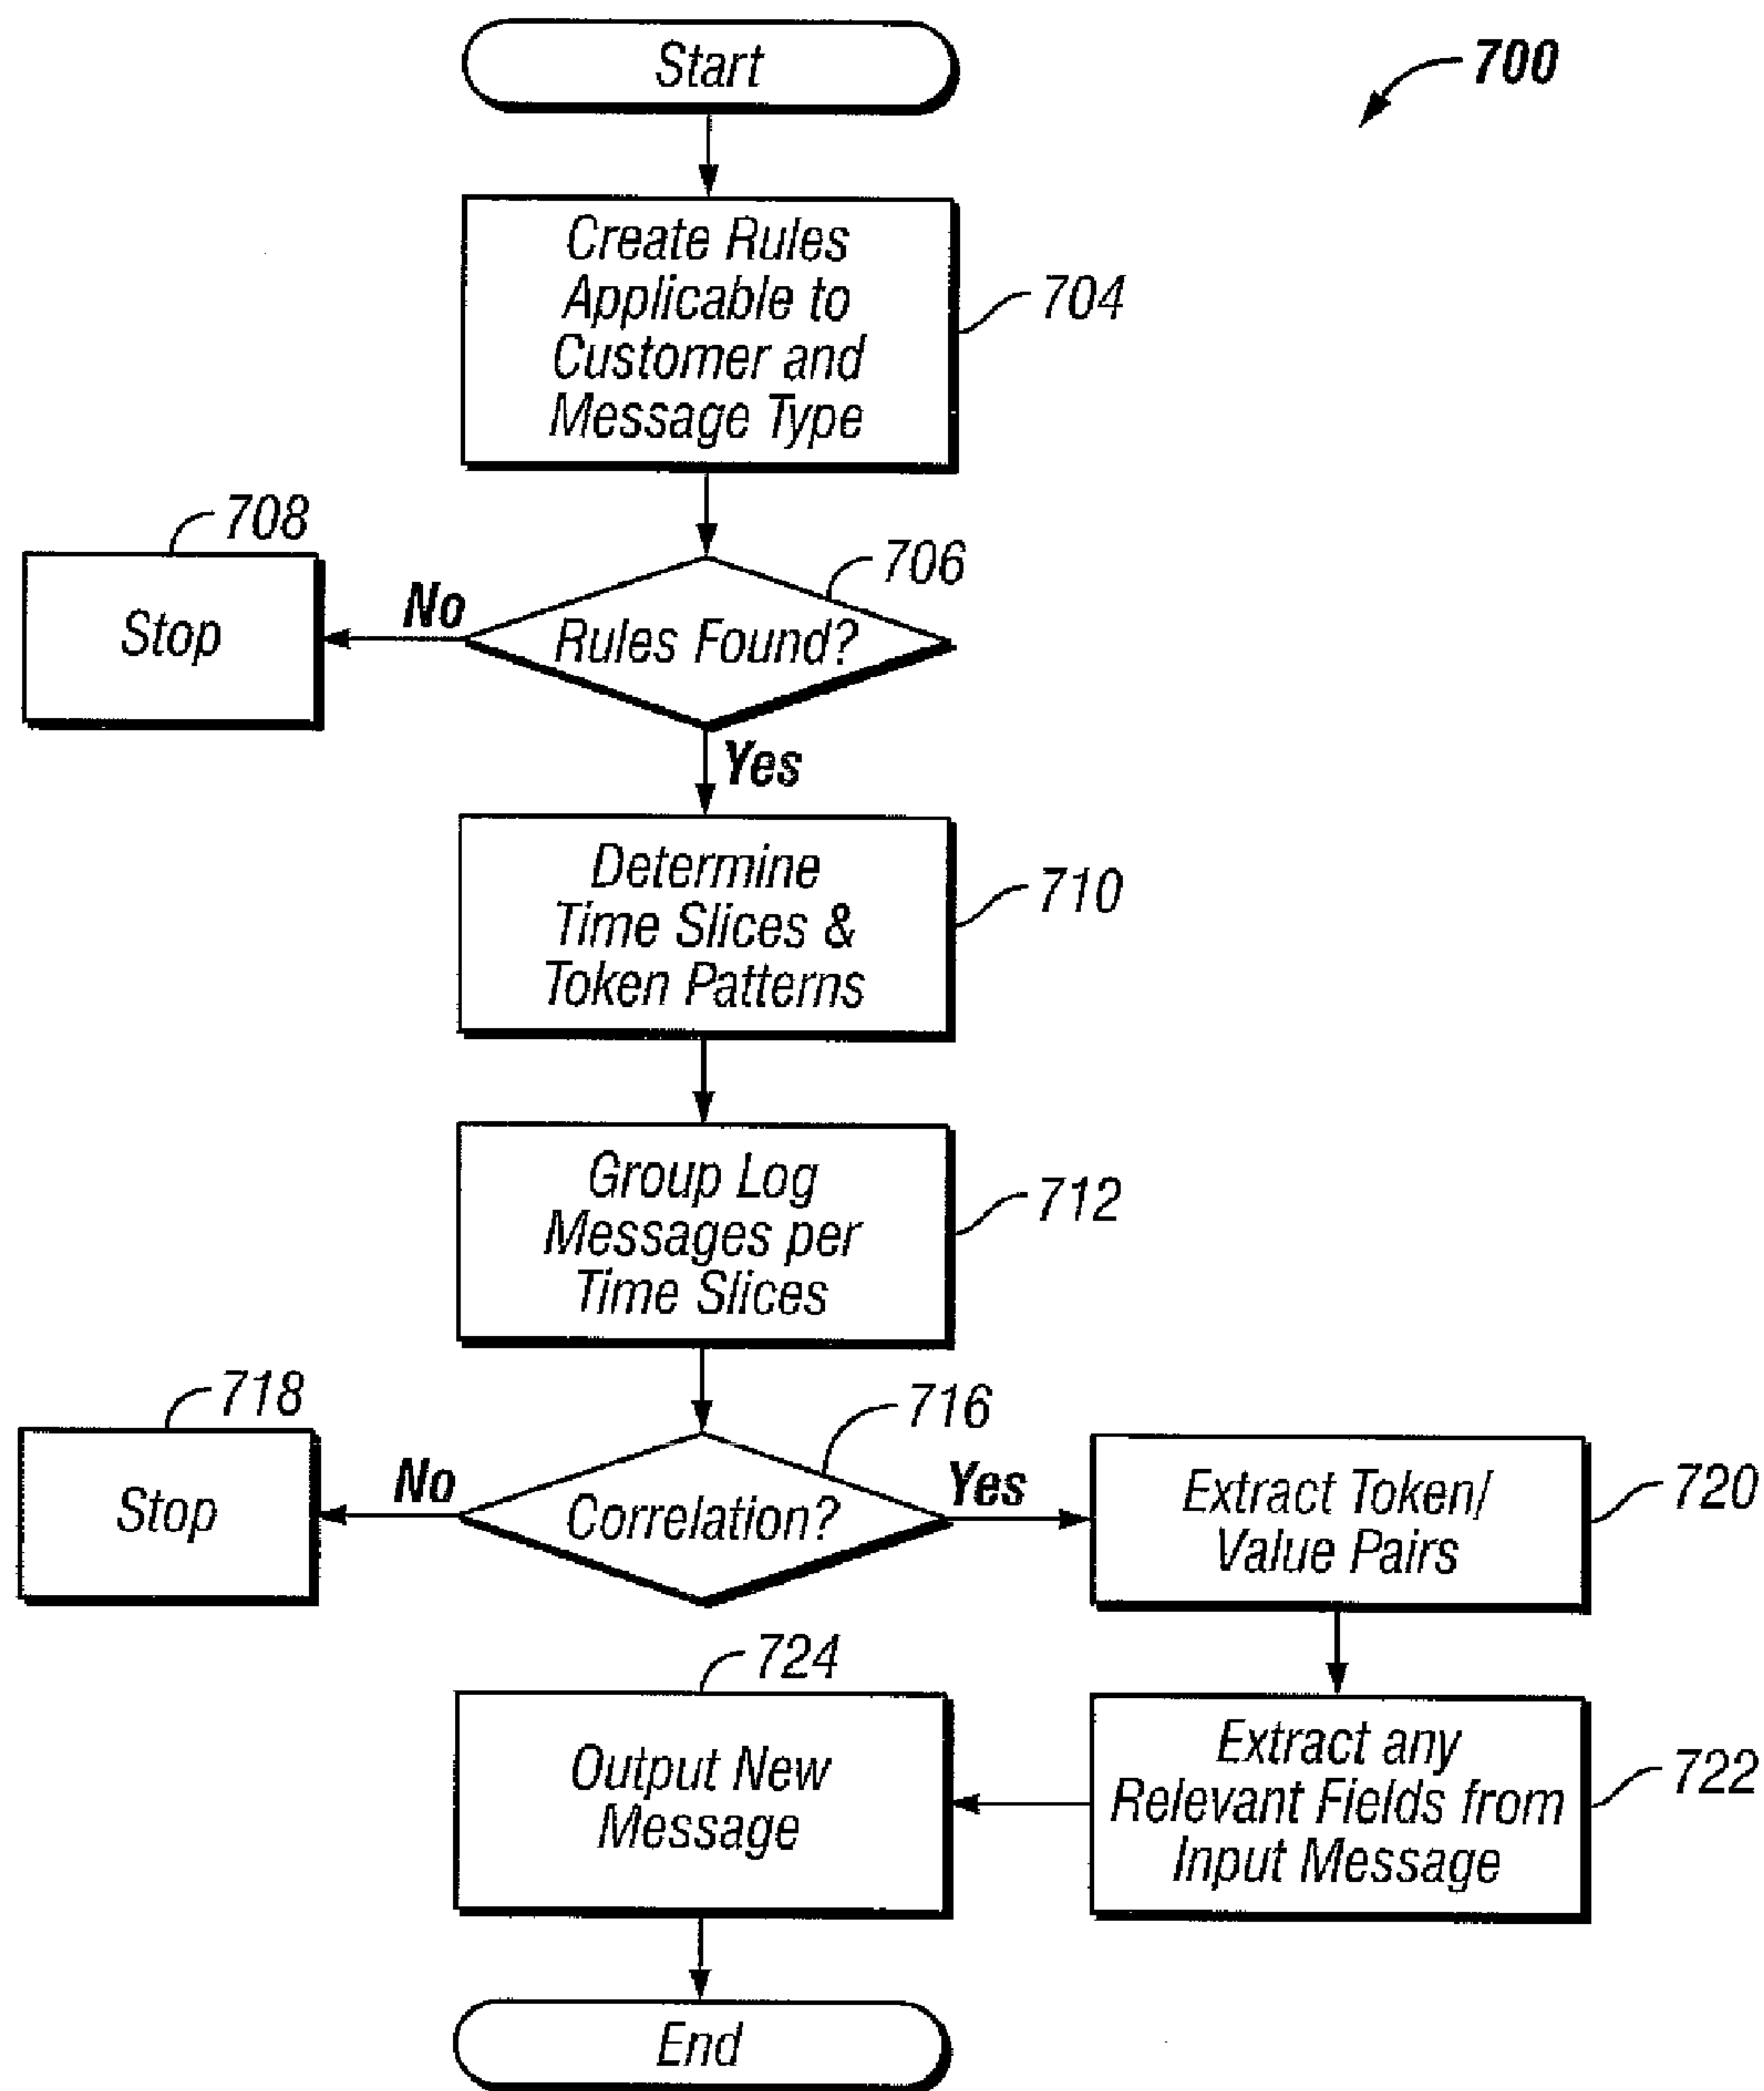 Start
700
Create Rules
Applicable to
Customer and
Message Type
704
708
Stop
No
706
Rules Found?
Yes
Determine
Time Slices &
Token Patterns
710
Group Log
Messages per
Time Slices
712
718
Stop
No
716
Correlation?
Yes
Extract Token/
Value Pairs
720
724
Output New
Message
Extract any
Relevant Fields from
Input Message
722
End